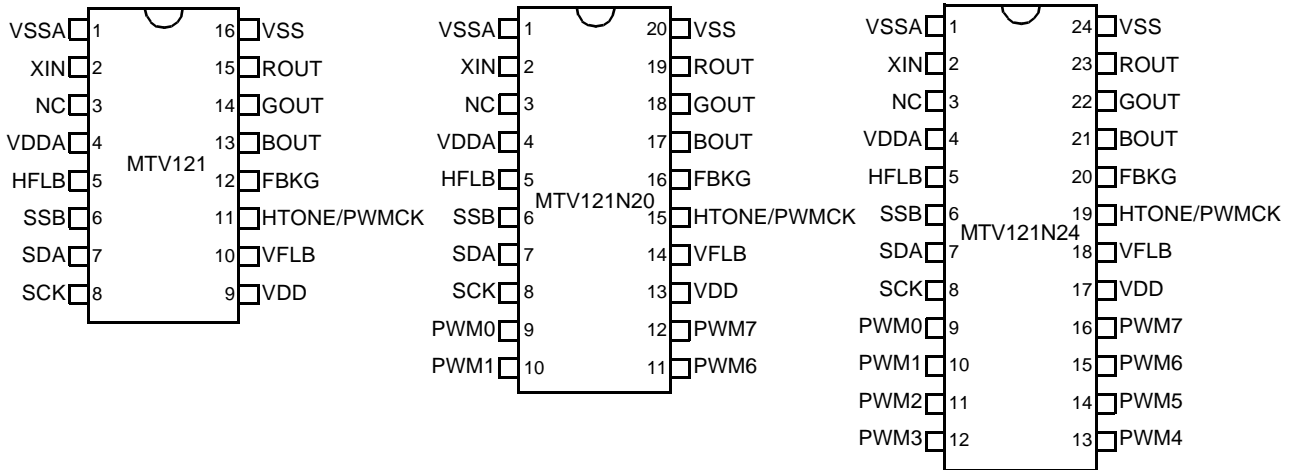 VSSA 1 16 VSS
XIN 2 15 ROUT
NC 3 14 GOUT
VDDA 4 13 BOUT
MTV121
HFLB 5 12 FBKG
SSB 6 11 HTONE/PWMCK
SDA 7 10 VFLB
SCK 8 9 VDD
VSSA 1 20 VSS
XIN 2 19 ROUT
NC 3 18 GOUT
VDDA 4 17 BOUT
HFLB 5 16 FBKG
MTV121N20
SSB 6 15 HTONE/PWMCK
SDA 7 14 VFLB
SCK 8 13 VDD
PWM0 9 12 PWM7
PWM1 10 11 PWM6
VSSA 1 24 VSS
XIN 2 23 ROUT
NC 3 22 GOUT
VDDA 4 21 BOUT
HFLB 5 20 FBKG
SSB 6 19 HTONE/PWMCK
MTV121N24
SDA 7 18 VFLB
SCK 8 17 VDD
PWM0 9 16 PWM7
PWM1 10 15 PWM6
PWM2 11 14 PWM5
PWM3 12 13 PWM4